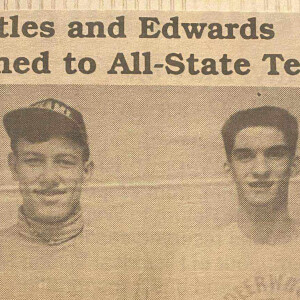 tles and Edwards
ned to All-State Te